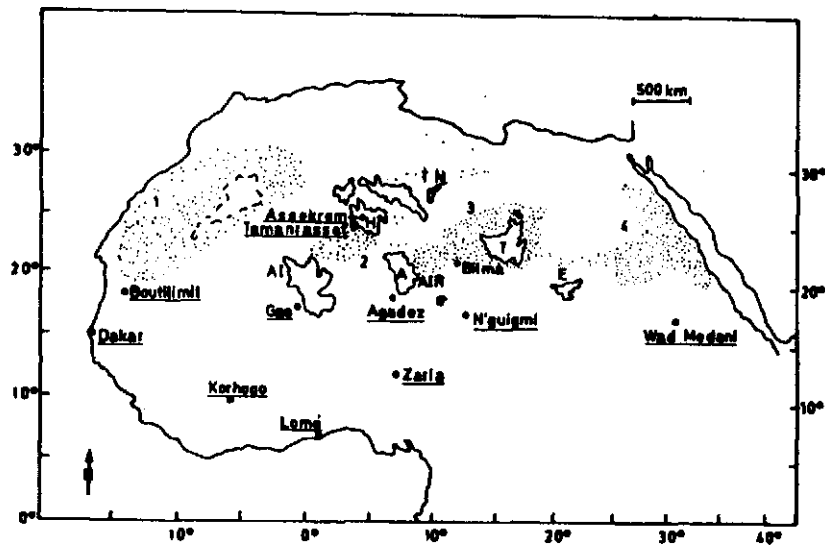 500 km
30°
30°
1
t H
3
Assekrem
H
Tamanrasset
4
20°
Al
2
A
AIR
Bilma
T
E
20°
Boutilimit
Gao
Agadez
N'guigmi
Wad Medani
Dakar
10°
Korhogo
Zaria
10°
Lomé
0°
10°
0°
10°
20°
30°
40°